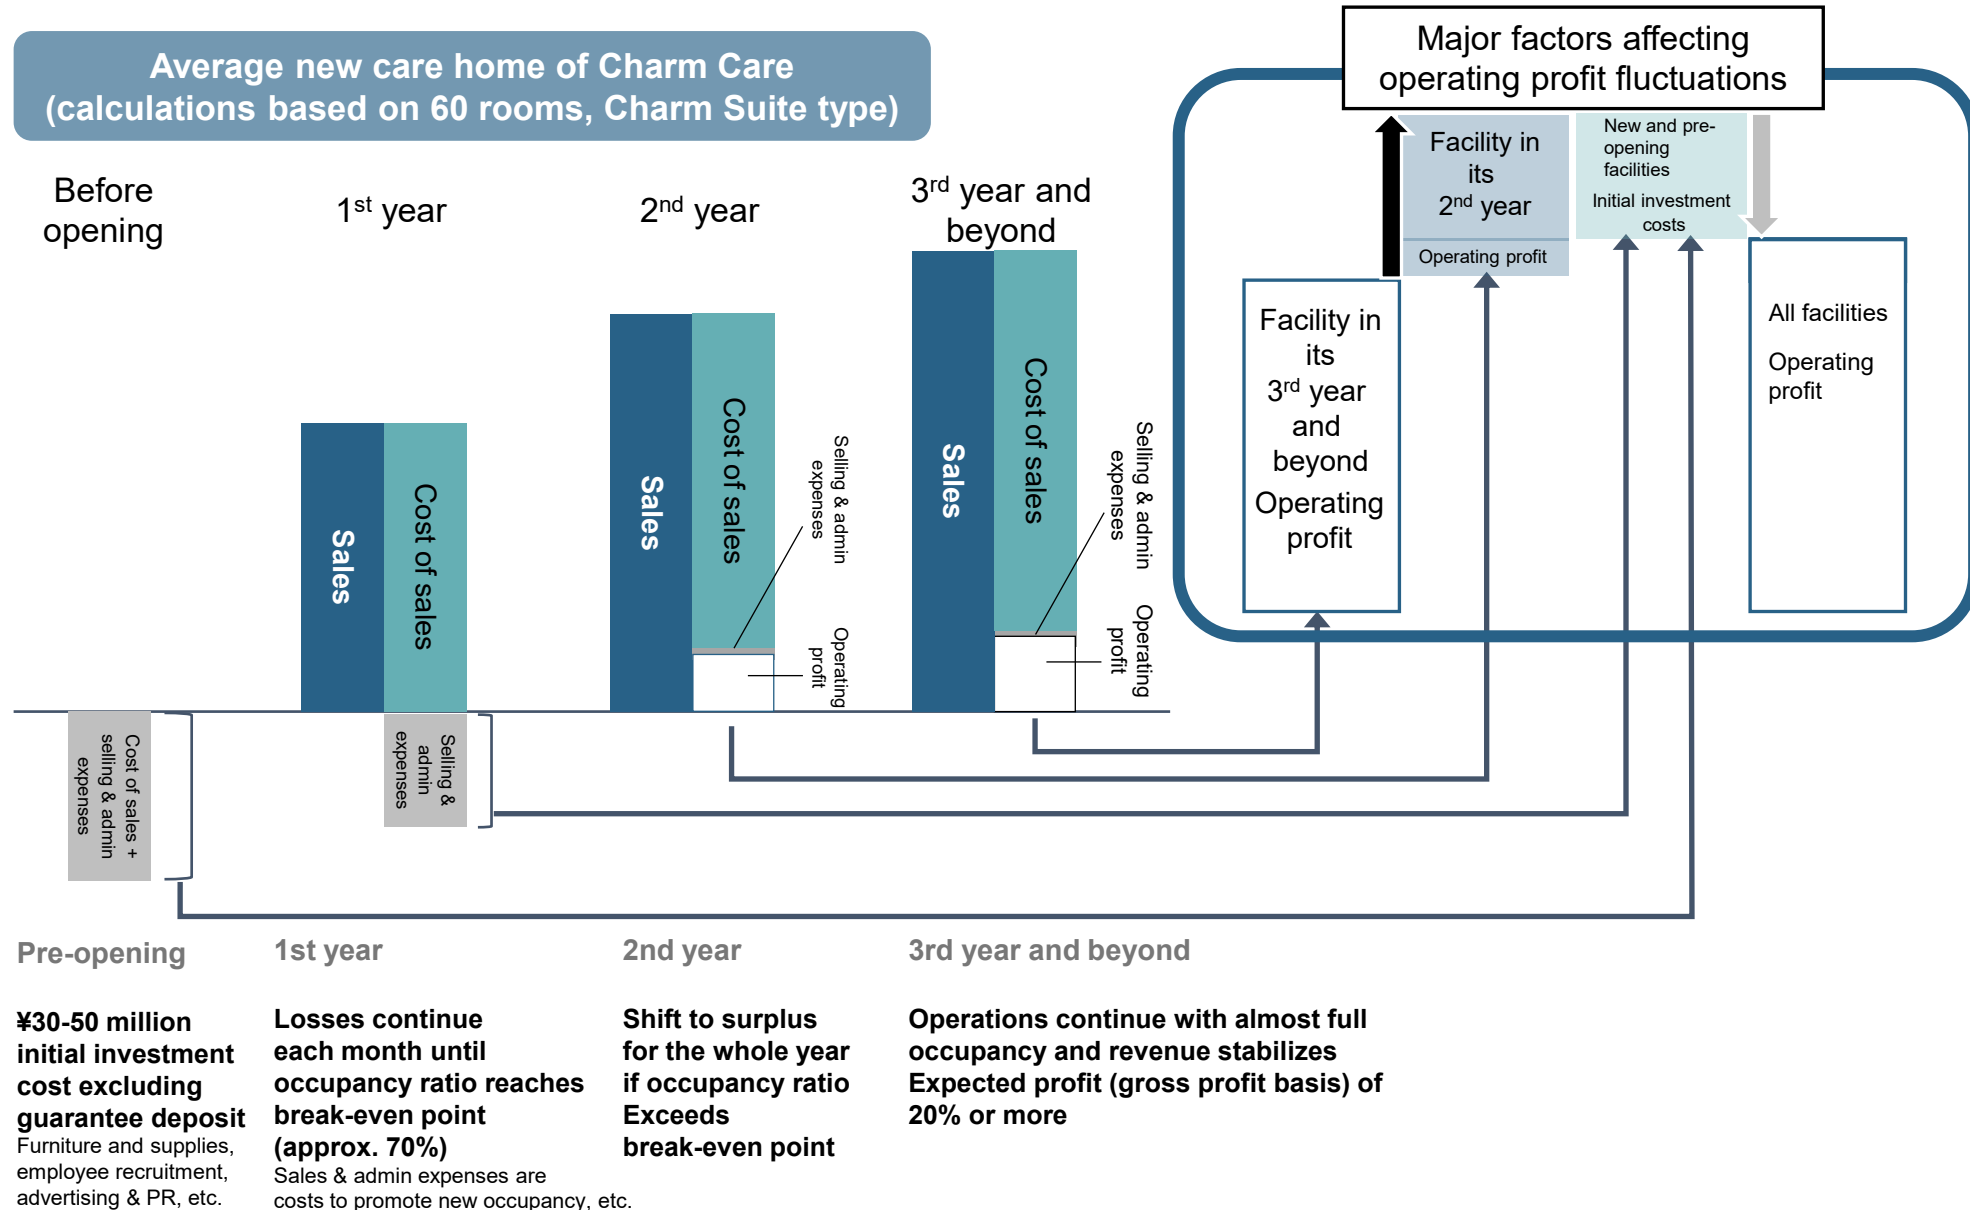 Average new care home of Charm Care
(calculations based on 60 rooms, Charm Suite type)
Major factors affecting
operating profit fluctuations
Before
opening
1st year
2nd year
3rd year and
beyond
Sales
Cost of sales
Sales
Cost of sales
Selling & admin
expenses
Operating
profit
Sales
Cost of sales
Selling & admin
expenses
Operating
profit
Cost of sales +
selling & admin
expenses
Selling &
admin
expenses
Facility in
its
3rd year
and
beyond
Operating
profit
Facility in
its
2nd year
Operating profit
New and pre-
opening
facilities
Initial investment
costs
All facilities
Operating
profit
Pre-opening
¥30-50 million
initial investment
cost excluding
guarantee deposit
Furniture and supplies,
employee recruitment,
advertising & PR, etc.
1st year
Losses continue
each month until
occupancy ratio reaches
break-even point
(approx. 70%)
Sales & admin expenses are
costs to promote new occupancy, etc.
2nd year
Shift to surplus
for the whole year
if occupancy ratio
Exceeds
break-even point
3rd year and beyond
Operations continue with almost full
occupancy and revenue stabilizes
Expected profit (gross profit basis) of
20% or more